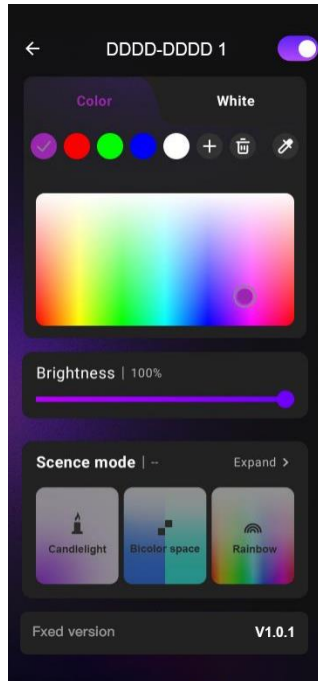 DDDD-DDDD 1
Color White
Brightness | 100%
Scence mode | -- Expand >
Candlelight Bicolor space Rainbow
Fxed version V1.0.1